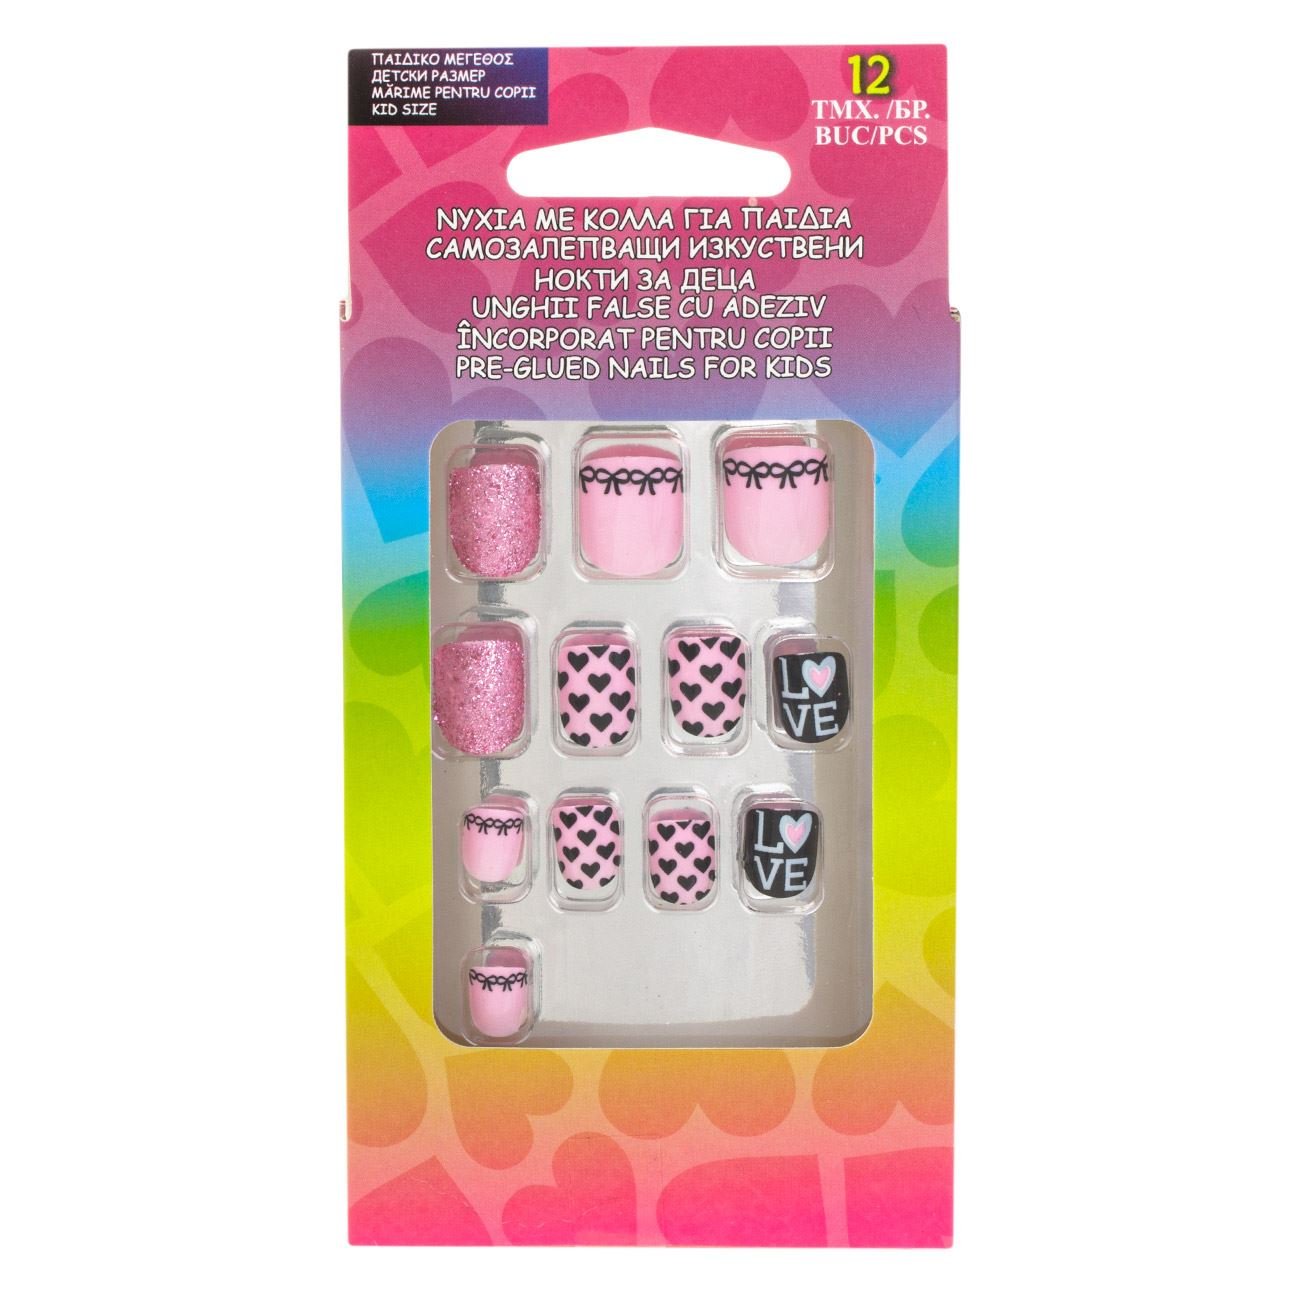 ΠΑΙΔΙΚΟ ΜΕΓΕΘΟΣ
ДЕТСКИ РАЗМЕР
MĂRIME PENTRU COPII
KID SIZE
12
ΤΜΧ. /БР.
BUC/PCS
ΝΥΧΙΑ ΜΕ ΚΟΛΛΑ ΓΙΑ ΠΑΙΔΙΑ
САМОЗАЛЕПВАЩИ ИЗКУСТВЕНИ
НОКТИ ЗА ДЕЦА
UNGHII FALSE CU ADEZIV
ÎNCORPORAT PENTRU COPII
PRE-GLUED NAILS FOR KIDS
LOVE
LOVE